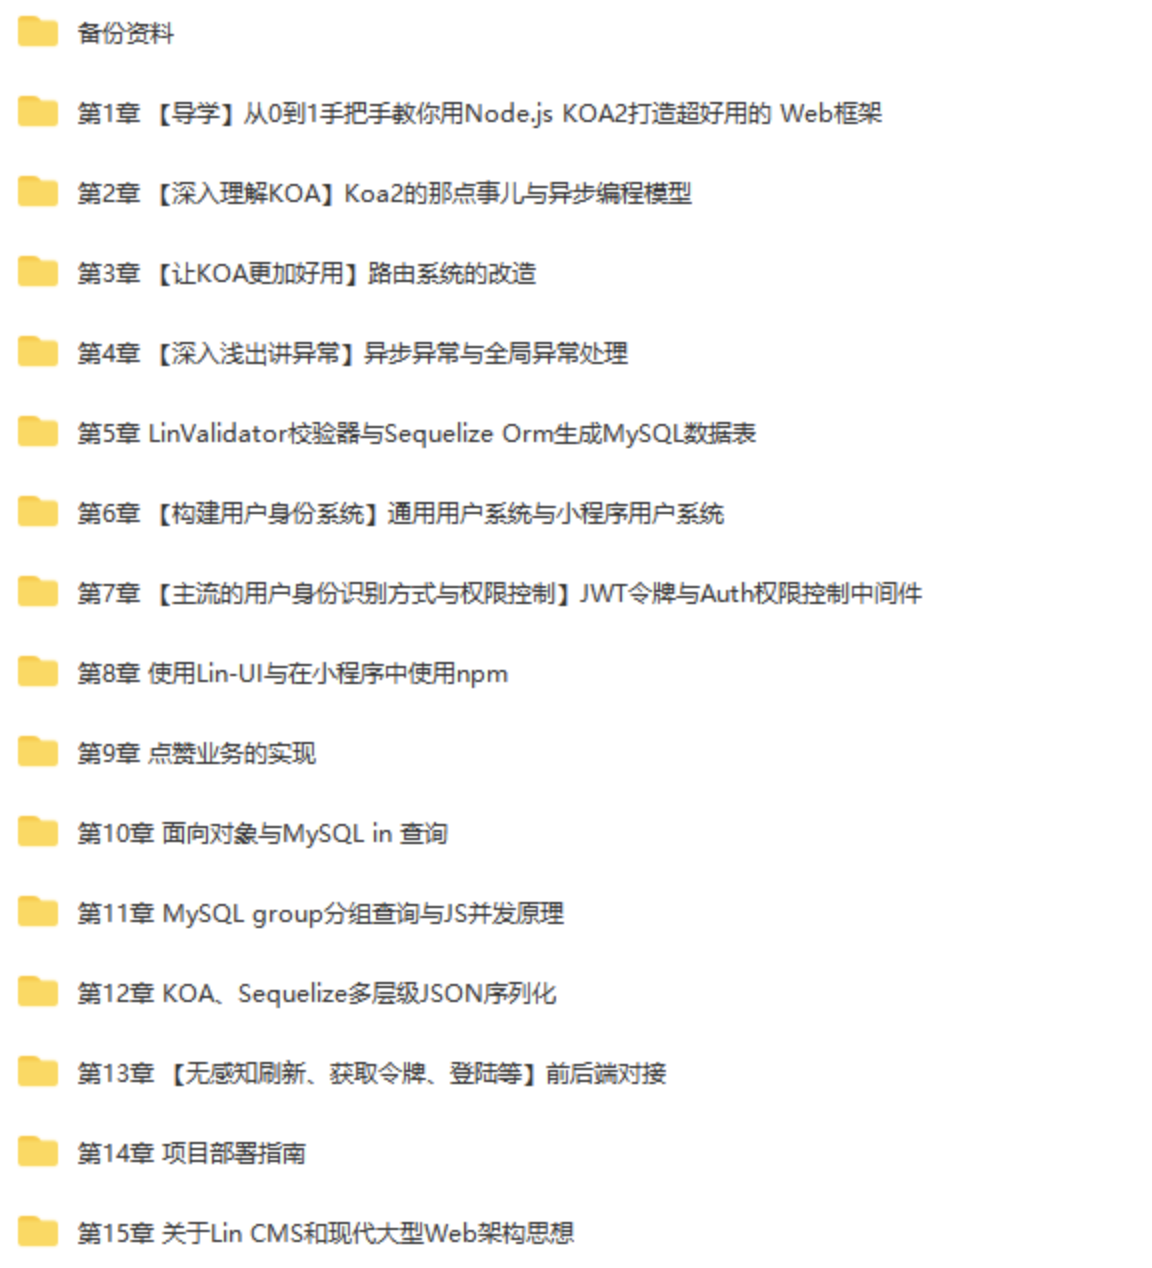 备份资料
第1章 【导学】从0到1手把手教你用Node.js KOA2打造超好用的 Web框架
第2章 【深入理解KOA】Koa2的那点事儿与异步编程模型
第3章 【让KOA更加好用】路由系统的改造
第4章 【深入浅出讲异常】异步异常与全局异常处理
第5章 LinValidator校验器与Sequelize Orm生成MySQL数据表
第6章 【构建用户身份系统】通用用户系统与小程序用户系统
第7章 【主流的用户身份识别方式与权限控制】JWT令牌与Auth权限控制中间件
第8章 使用Lin-UI与在小程序中使用npm
第9章 点赞业务的实现
第10章 面向对象与MySQL in 查询
第11章 MySQL group分组查询与JS并发原理
第12章 KOA、Sequelize多层级JSON序列化
第13章 【无感知刷新、获取令牌、登陆等】前后端对接
第14章 项目部署指南
第15章 关于Lin CMS和现代大型Web架构思想